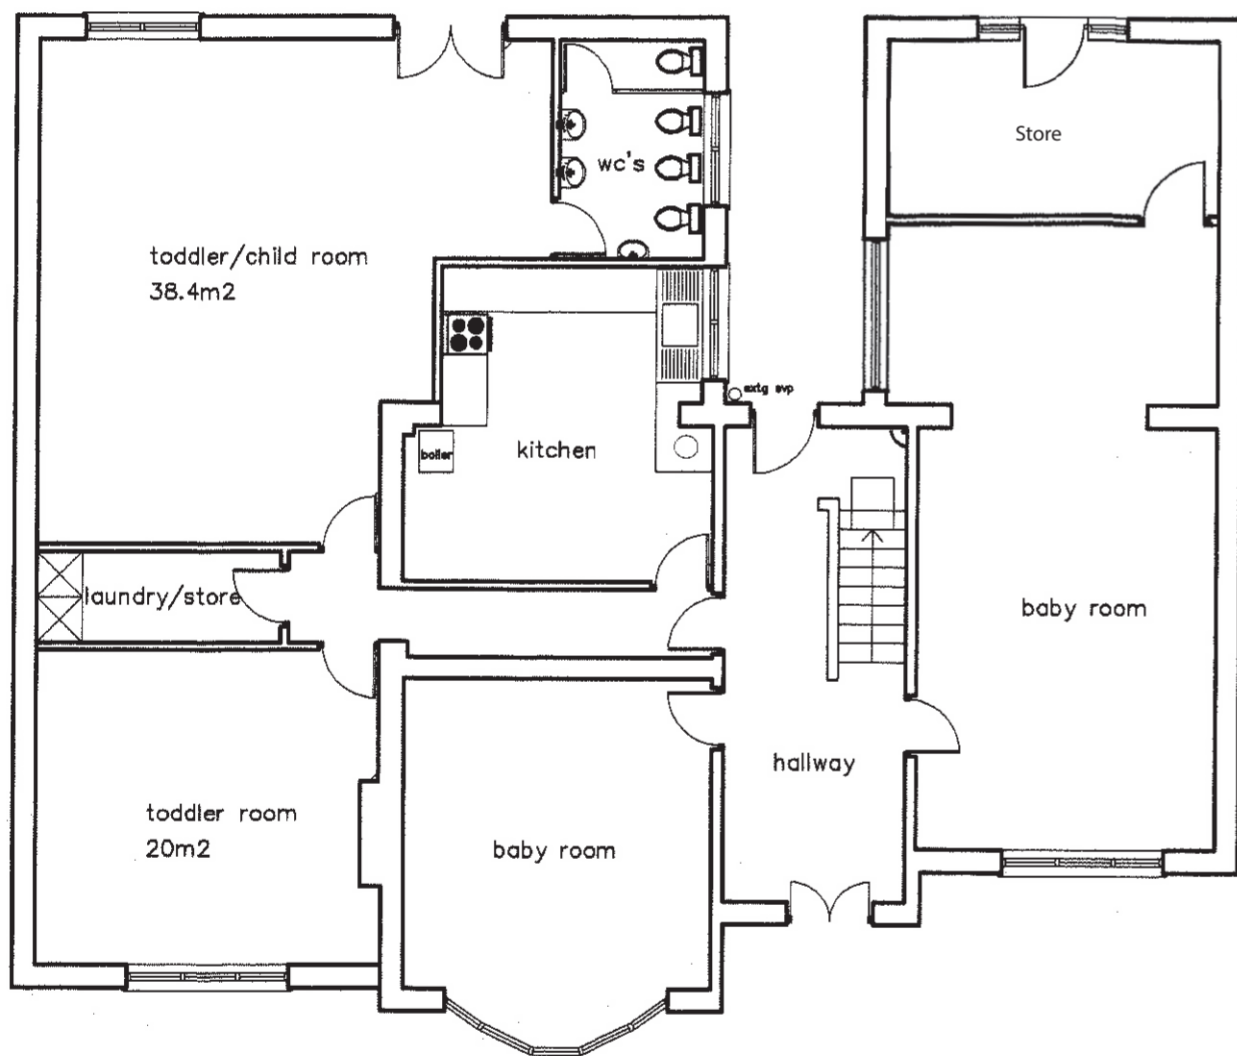 Store
wc's
toddler/child room
38.4m2
extg svp
kitchen
boiler
laundry/store
baby room
hallway
toddler room
20m2
baby room